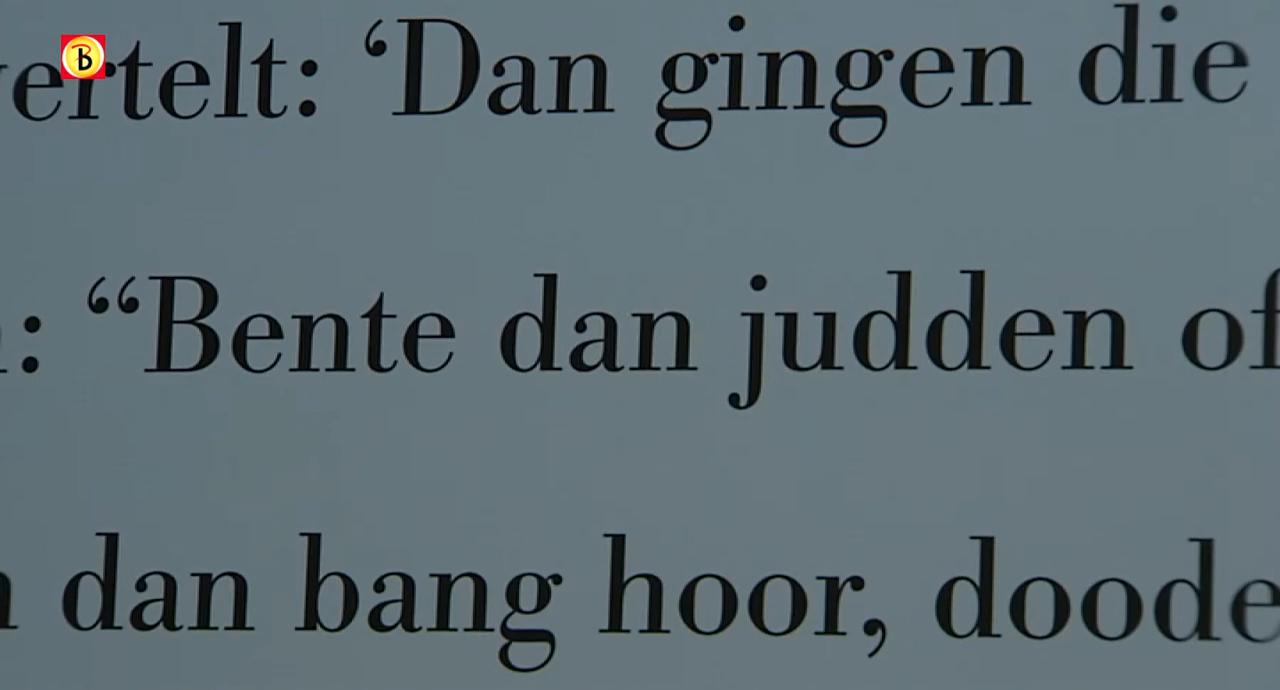 vertelt: ‘Dan gingen die
: “Bente dan judden of
dan bang hoor, doode